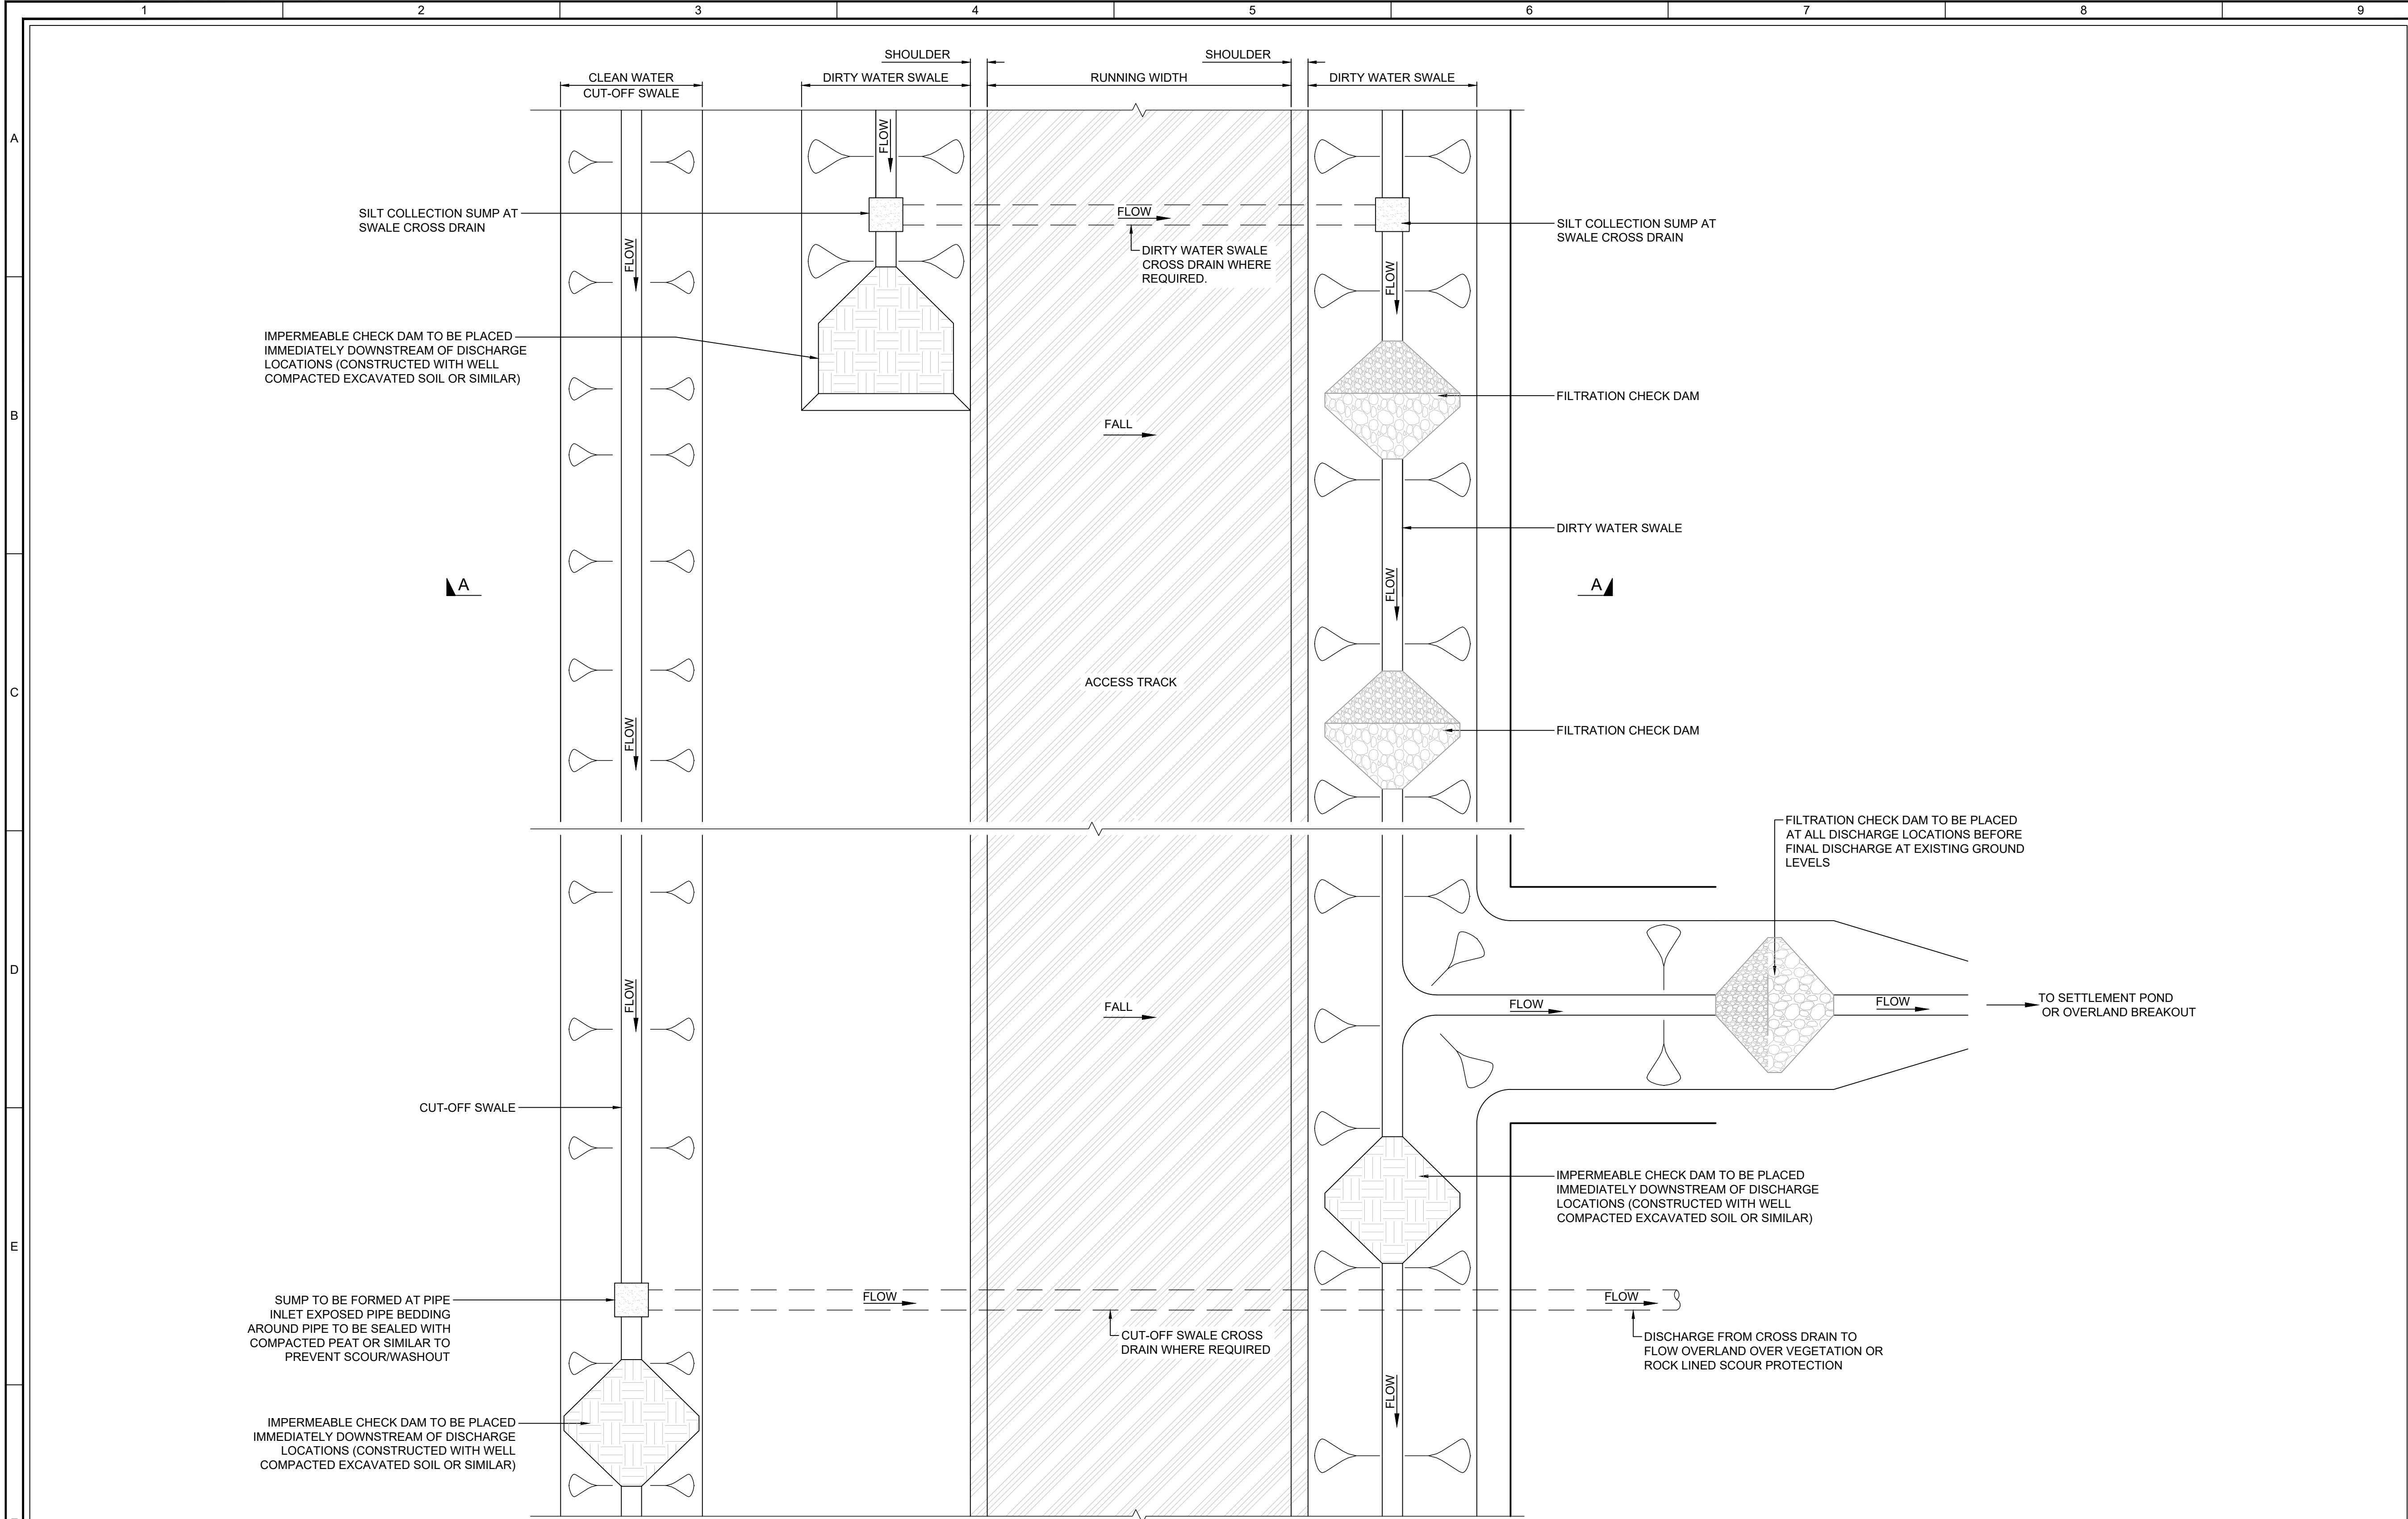 1
2
3
4
5
6
7
8
9
SHOULDER
SHOULDER
CLEAN WATER
CUT-OFF SWALE
DIRTY WATER SWALE
RUNNING WIDTH
DIRTY WATER SWALE
A
FLOW
SILT COLLECTION SUMP AT
SWALE CROSS DRAIN
FLOW
SILT COLLECTION SUMP AT
SWALE CROSS DRAIN
FLOW
DIRTY WATER SWALE
CROSS DRAIN WHERE
REQUIRED.
FLOW
IMPERMEABLE CHECK DAM TO BE PLACED
IMMEDIATELY DOWNSTREAM OF DISCHARGE
LOCATIONS (CONSTRUCTED WITH WELL
COMPACTED EXCAVATED SOIL OR SIMILAR)
FILTRATION CHECK DAM
B
FALL
DIRTY WATER SWALE
A
FLOW
A
C
ACCESS TRACK
FLOW
FILTRATION CHECK DAM
FILTRATION CHECK DAM TO BE PLACED
AT ALL DISCHARGE LOCATIONS BEFORE
FINAL DISCHARGE AT EXISTING GROUND
LEVELS
D
FLOW
FALL
FLOW
FLOW
TO SETTLEMENT POND
OR OVERLAND BREAKOUT
CUT-OFF SWALE
IMPERMEABLE CHECK DAM TO BE PLACED
IMMEDIATELY DOWNSTREAM OF DISCHARGE
LOCATIONS (CONSTRUCTED WITH WELL
COMPACTED EXCAVATED SOIL OR SIMILAR)
E
SUMP TO BE FORMED AT PIPE
INLET EXPOSED PIPE BEDDING
AROUND PIPE TO BE SEALED WITH
COMPACTED PEAT OR SIMILAR TO
PREVENT SCOUR/WASHOUT
FLOW
FLOW
CUT-OFF SWALE CROSS
DRAIN WHERE REQUIRED
DISCHARGE FROM CROSS DRAIN TO
FLOW OVERLAND OVER VEGETATION OR
ROCK LINED SCOUR PROTECTION
FLOW
IMPERMEABLE CHECK DAM TO BE PLACED
IMMEDIATELY DOWNSTREAM OF DISCHARGE
LOCATIONS (CONSTRUCTED WITH WELL
COMPACTED EXCAVATED SOIL OR SIMILAR)